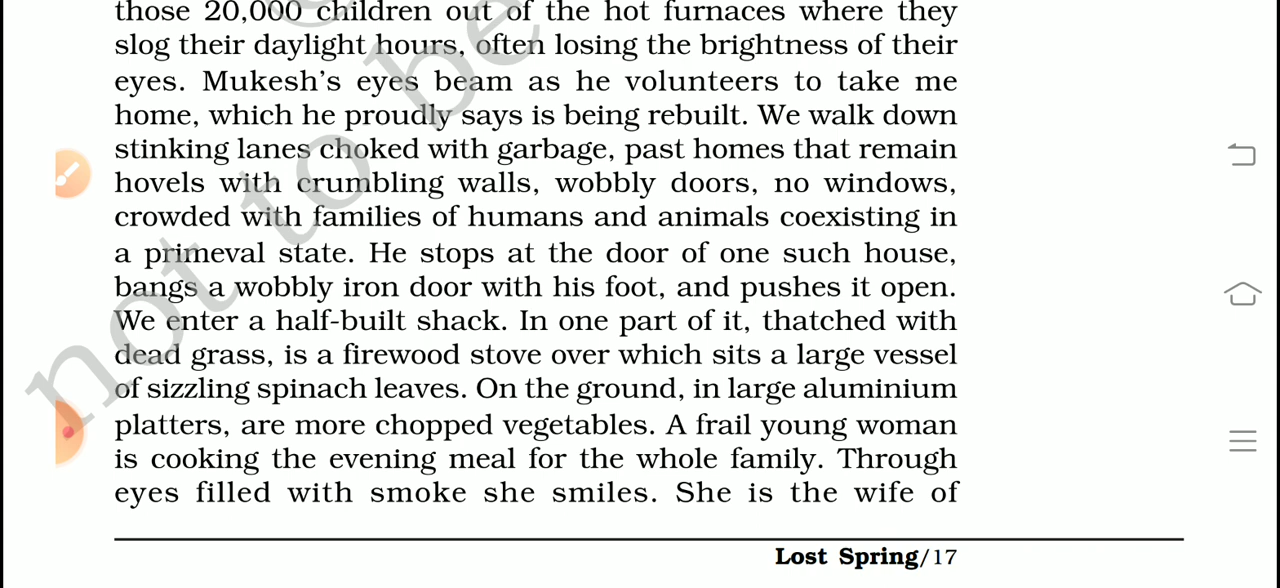 those 20,000 children out of the hot furnaces where they
slog their daylight hours, often losing the brightness of their
eyes. Mukesh's eyes beam as he volunteers to take me
home, which he proudly says is being rebuilt. We walk down
stinking lanes choked with garbage, past homes that remain
hovels with crumbling walls, wobbly doors, no windows,
crowded with families of humans and animals coexisting in
a primeval state. He stops at the door of one such house,
bangs a wobbly iron door with his foot, and pushes it open.
We enter a half-built shack. In one part of it, thatched with
dead grass, is a firewood stove over which sits a large vessel
of sizzling spinach leaves. On the ground, in large aluminium
platters, are more chopped vegetables. A frail young woman
is cooking the evening meal for the whole family. Through
eyes filled with smoke she smiles. She is the wife of
Lost Spring/17
not to be